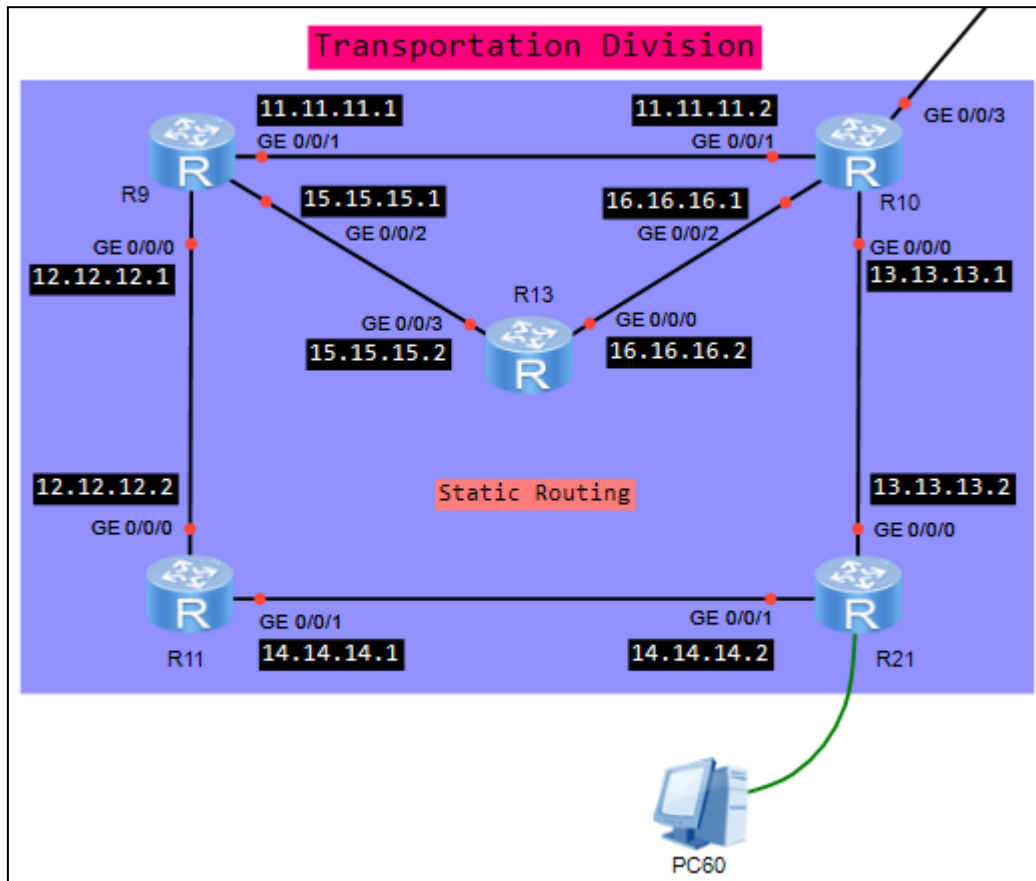 Transportation Division
11.11.11.1
11.11.11.2
GE 0/0/3
GE 0/0/1
GE 0/0/1
R
R
R9
15.15.15.1
16.16.16.1
R10
GE 0/0/2
GE 0/0/2
GE 0/0/0
GE 0/0/0
12.12.12.1
13.13.13.1
R13
GE 0/0/3
GE 0/0/0
15.15.15.2
16.16.16.2
R
12.12.12.2
Static Routing
13.13.13.2
GE 0/0/0
GE 0/0/0
R
R
GE 0/0/1
GE 0/0/1
R11
14.14.14.1
14.14.14.2
R21
PC60